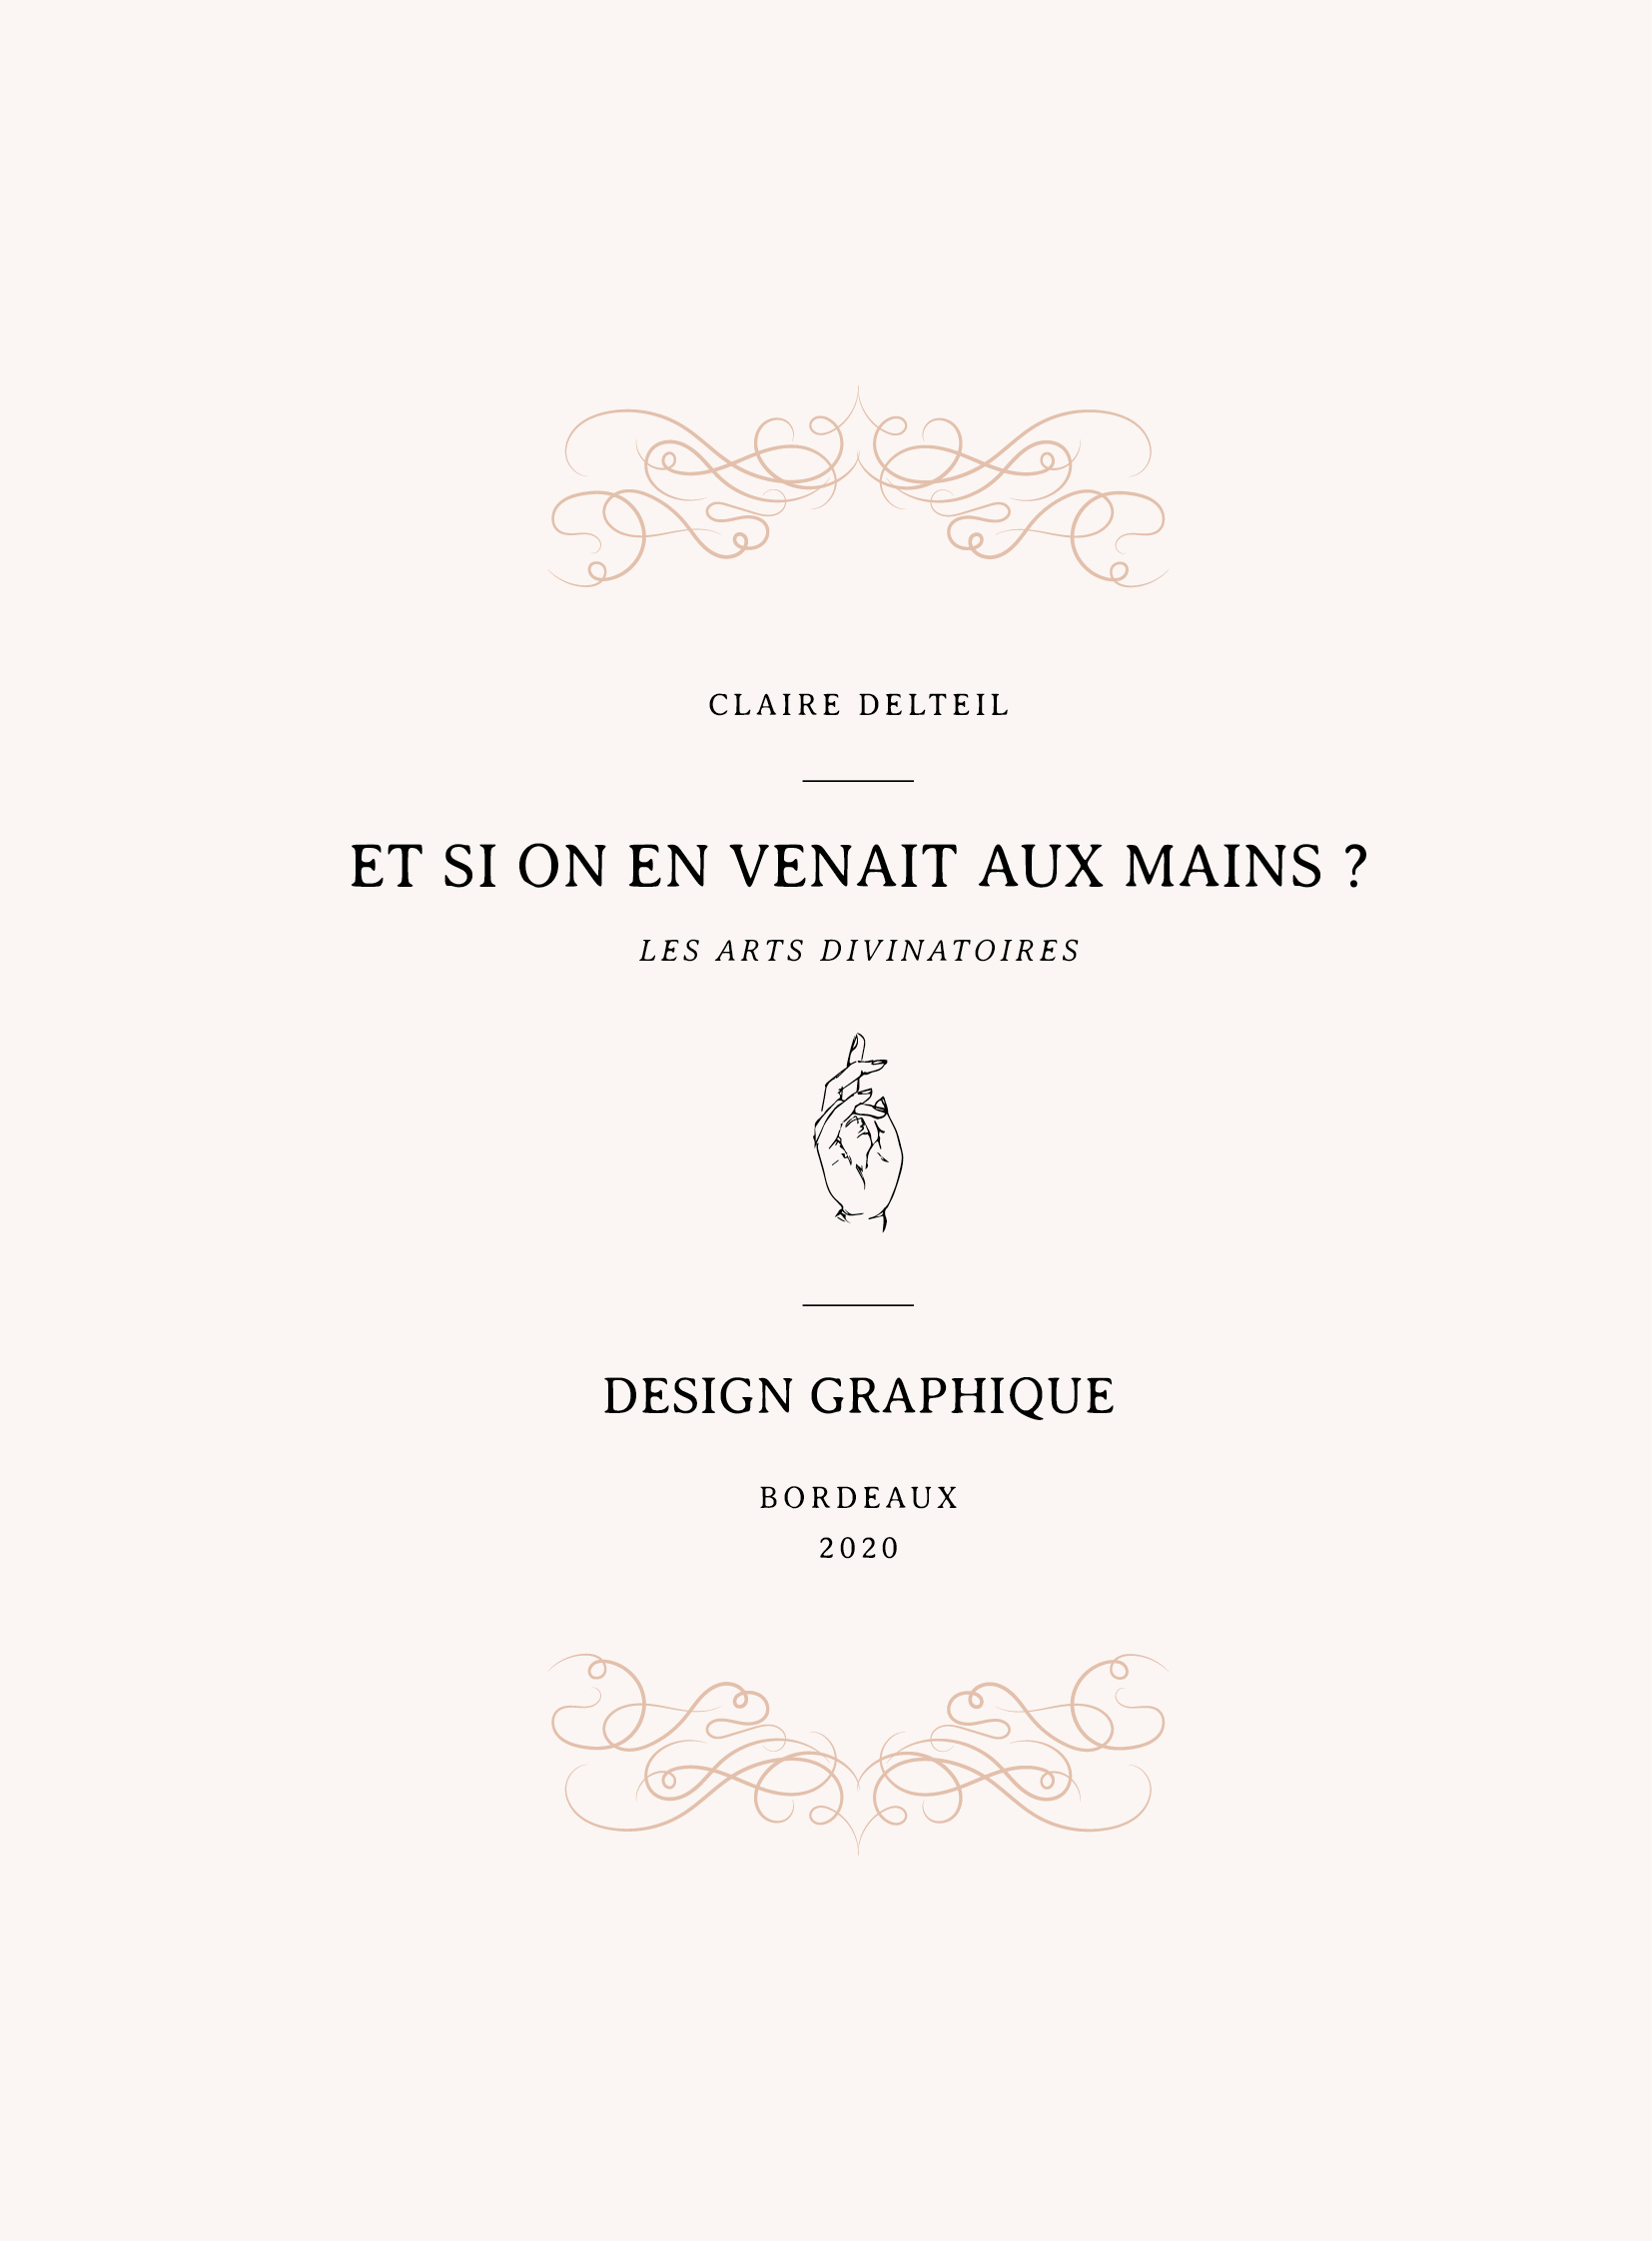 CLAIRE DELTEIL
ET SI ON EN VENAIT AUX MAINS ?
LES ARTS DIVINATOIRES
DESIGN GRAPHIQUE
BORDEAUX
2020